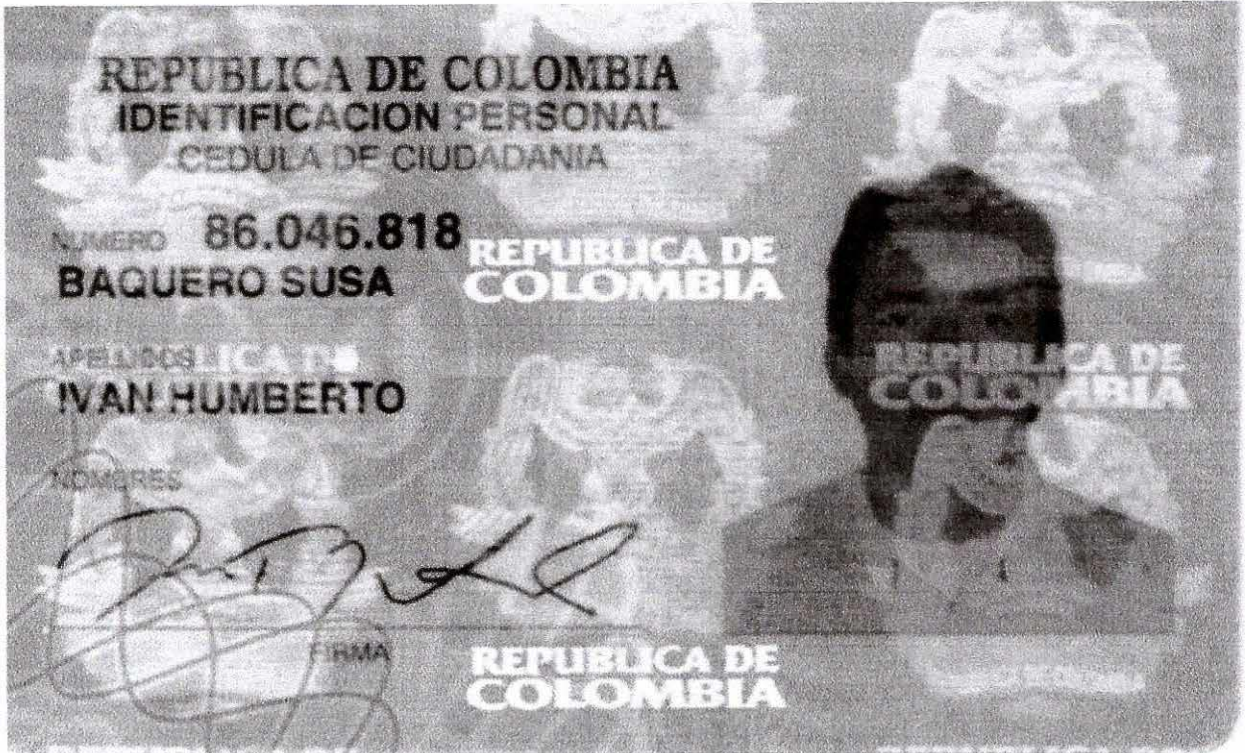 REPUBLICA DE COLOMBIA
IDENTIFICACION PERSONAL
CEDULA DE CIUDADANIA
NUMERO 86.046.818
BAQUERO SUSA
REPUBLICA DE
COLOMBIA
APELLIDOS
IVAN HUMBERTO
REPUBLICA DE
COLOMBIA
NOMBRES
FIRMA
REPUBLICA DE
COLOMBIA